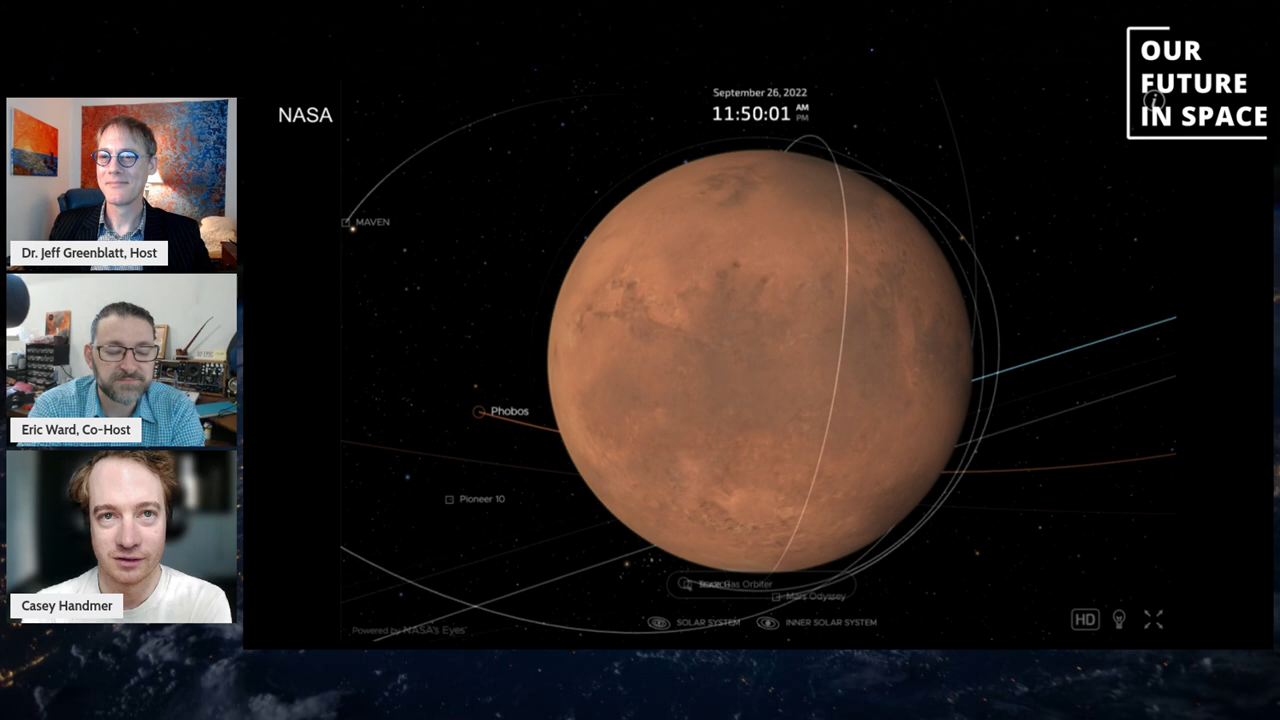 OUR
FUTURE
IN SPACE
September 26, 2022
NASA
11:50:01 AM
PM
MAVEN
Dr. Jeff Greenblatt, Host
Phobos
Eric Ward, Co-Host
Pioneer 10
Orbiter
Mars Odyssey
Casey Handmer
SOLAR SYSTEM
INNER SOLAR SYSTEM
HD
Powered by NASA's Eyes